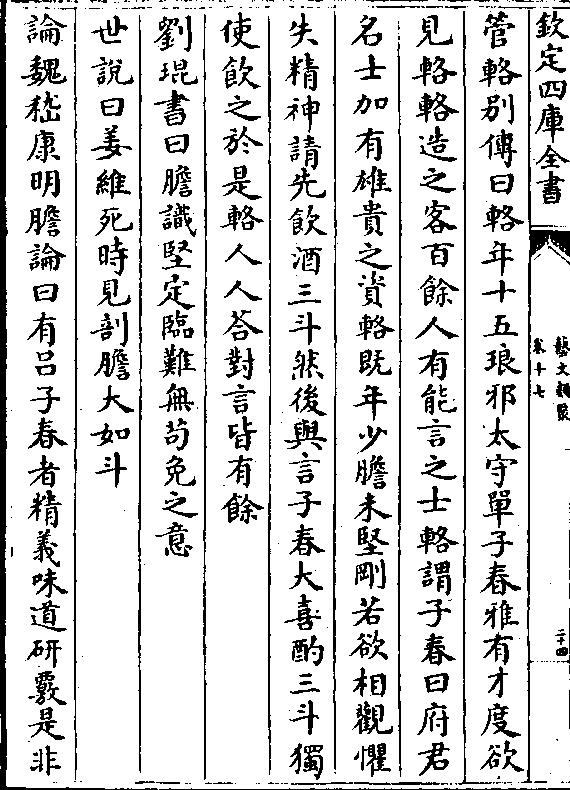 欽定四庫全書
藝文類聚
卷十七
二十四
管輅别傳曰輅年十五琅邪太守單子春雅有才度欲
見輅輅造之客百餘人有能言之士輅謂子春曰府君
名士加有雄貴之資輅既年少膽未堅剛若欲相觀懼
失精神請先飲酒三斗然後與言子春大喜酌三斗獨
使飲之於是輅人人荅對言皆有餘
劉琨書曰膽識堅定臨難無苟免之意
世說曰姜維死時見剖膽大如斗
論魏嵇康明膽論曰有吕子春者精義味道研覈是非